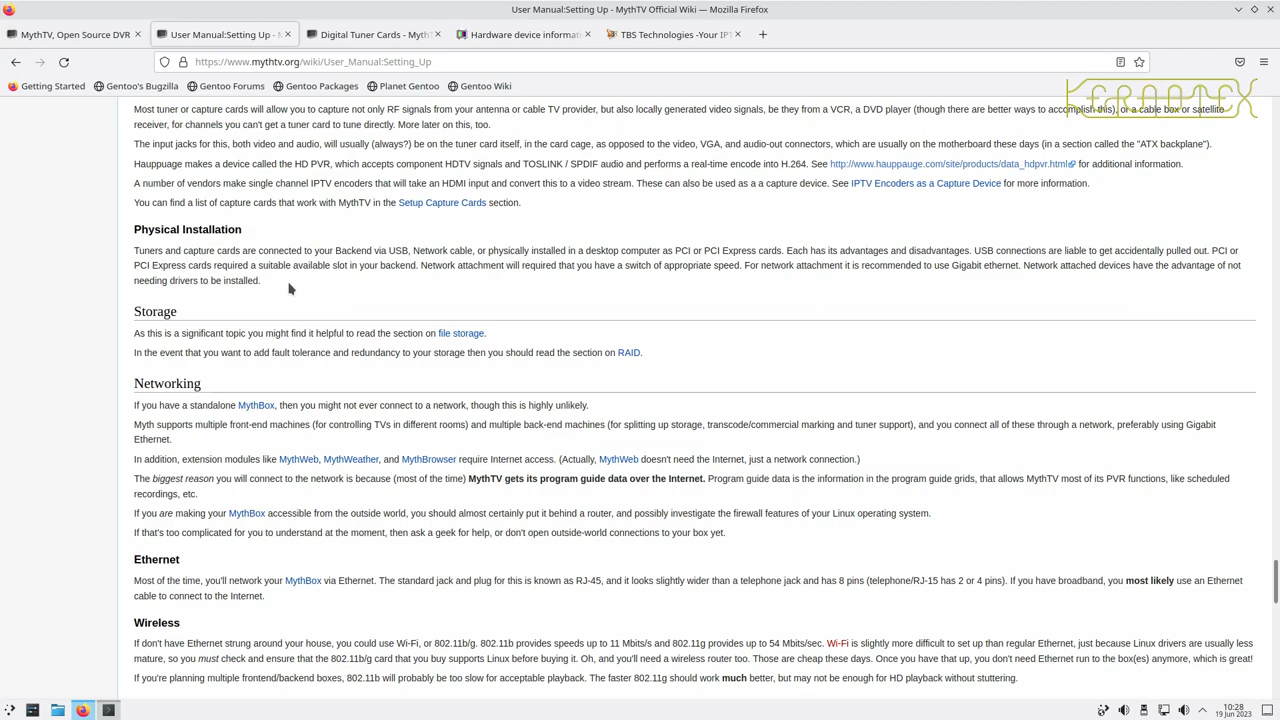 User Manual:Setting Up - MythTV Official Wiki — Mozilla Firefox
MythTV, Open Source DVR
User Manual:Setting Up - M
Digital Tuner Cards - MythT
Hardware device informati
TBS Technologies -Your IPT
https://www.mythtv.org/wiki/User_Manual:Setting_Up
Getting Started
Gentoo's Bugzilla
Gentoo Forums
Gentoo Packages
Planet Gentoo
Gentoo Wiki
KERNOTEX
Most tuner or capture cards will allow you to capture not only RF signals from your antenna or cable TV provider, but also locally generated video signals, be they from a VCR, a DVD player (though there are better ways to accomplish this), or a cable box or satellite
receiver, for channels you can't get a tuner card to tune directly. More later on this, too.
The input jacks for this, both video and audio, will usually (always?) be on the tuner card itself, in the card cage, as opposed to the video, VGA, and audio-out connectors, which are usually on the motherboard these days (in a section called the "ATX backplane").
Hauppauge makes a device called the HD PVR, which accepts component HDTV signals and TOSLINK / SPDIF audio and performs a real-time encode into H.264. See http://www.hauppauge.com/site/products/data_hdpvr.html for additional information.
A number of vendors make single channel IPTV encoders that will take an HDMI input and convert this to a video stream. These can also be used as a a capture device. See IPTV Encoders as a Capture Device for more information.
You can find a list of capture cards that work with MythTV in the Setup Capture Cards section.
Physical Installation
Tuners and capture cards are connected to your Backend via USB, Network cable, or physically installed in a desktop computer as PCI or PCI Express cards. Each has its advantages and disadvantages. USB connections are liable to get accidentally pulled out. PCI or
PCI Express cards required a suitable available slot in your backend. Network attachment will required that you have a switch of appropriate speed. For network attachment it is recommended to use Gigabit ethernet. Network attached devices have the advantage of not
needing drivers to be installed.
Storage
As this is a significant topic you might find it helpful to read the section on file storage.
In the event that you want to add fault tolerance and redundancy to your storage then you should read the section on RAID.
Networking
If you have a standalone MythBox, then you might not ever connect to a network, though this is highly unlikely.
Myth supports multiple front-end machines (for controlling TVs in different rooms) and multiple back-end machines (for splitting up storage, transcode/commercial marking and tuner support), and you connect all of these through a network, preferably using Gigabit
Ethernet.
In addition, extension modules like MythWeb, MythWeather, and MythBrowser require Internet access. (Actually, MythWeb doesn't need the Internet, just a network connection.)
The biggest reason you will connect to the network is because (most of the time) MythTV gets its program guide data over the Internet. Program guide data is the information in the program guide grids, that allows MythTV most of its PVR functions, like scheduled
recordings, etc.
If you are making your MythBox accessible from the outside world, you should almost certainly put it behind a router, and possibly investigate the firewall features of your Linux operating system.
If that's too complicated for you to understand at the moment, then ask a geek for help, or don't open outside-world connections to your box yet.
Ethernet
Most of the time, you'll network your MythBox via Ethernet. The standard jack and plug for this is known as RJ-45, and it looks slightly wider than a telephone jack and has 8 pins (telephone/RJ-15 has 2 or 4 pins). If you have broadband, you most likely use an Ethernet
cable to connect to the Internet.
Wireless
If don't have Ethernet strung around your house, you could use Wi-Fi, or 802.11b/g. 802.11b provides speeds up to 11 Mbits/s and 802.11g provides up to 54 Mbits/sec. Wi-Fi is slightly more difficult to set up than regular Ethernet, just because Linux drivers are usually less
mature, so you must check and ensure that the 802.11b/g card that you buy supports Linux before buying it. Oh, and you'll need a wireless router too. Those are cheap these days. Once you have that up, you don't need Ethernet run to the box(es) anymore, which is great!
If you're planning multiple frontend/backend boxes, 802.11b will probably be too slow for acceptable playback. The faster 802.11g should work much better, but may not be enough for HD playback without stuttering.
10:28
19 Jun 2023